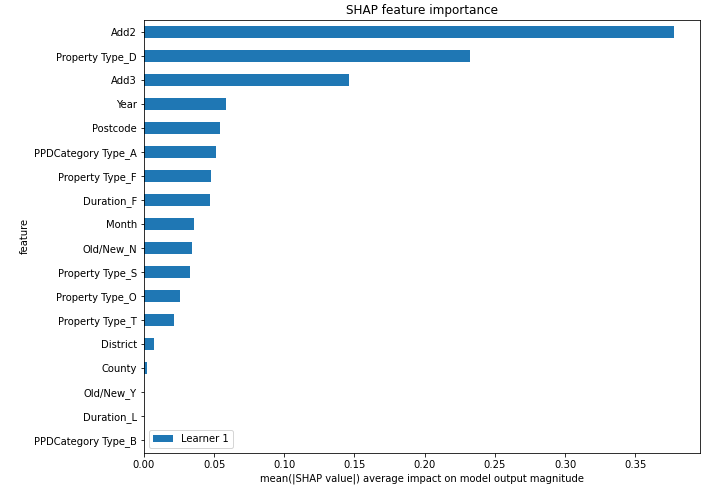 SHAP feature importance
Add2
Property Type_D
Add3
Year
Postcode
PPDCategory Type_A
Property Type_F
Duration_F
Month
Old/New_N
Property Type_S
Property Type_O
Property Type_T
District
County
Old/New_Y
Duration_L
PPDCategory Type_B
feature
Learner 1
0.00 0.05 0.10 0.15 0.20 0.25 0.30 0.35
mean(|SHAP value|) average impact on model output magnitude